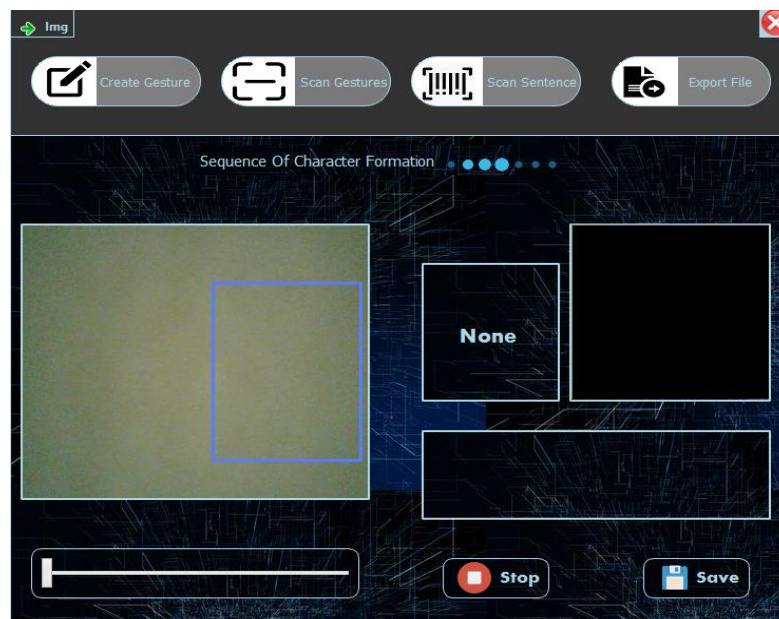 Img
Create Gesture
Scan Gestures
Scan Sentence
Export File
Sequence Of Character Formation
None
Stop
Save